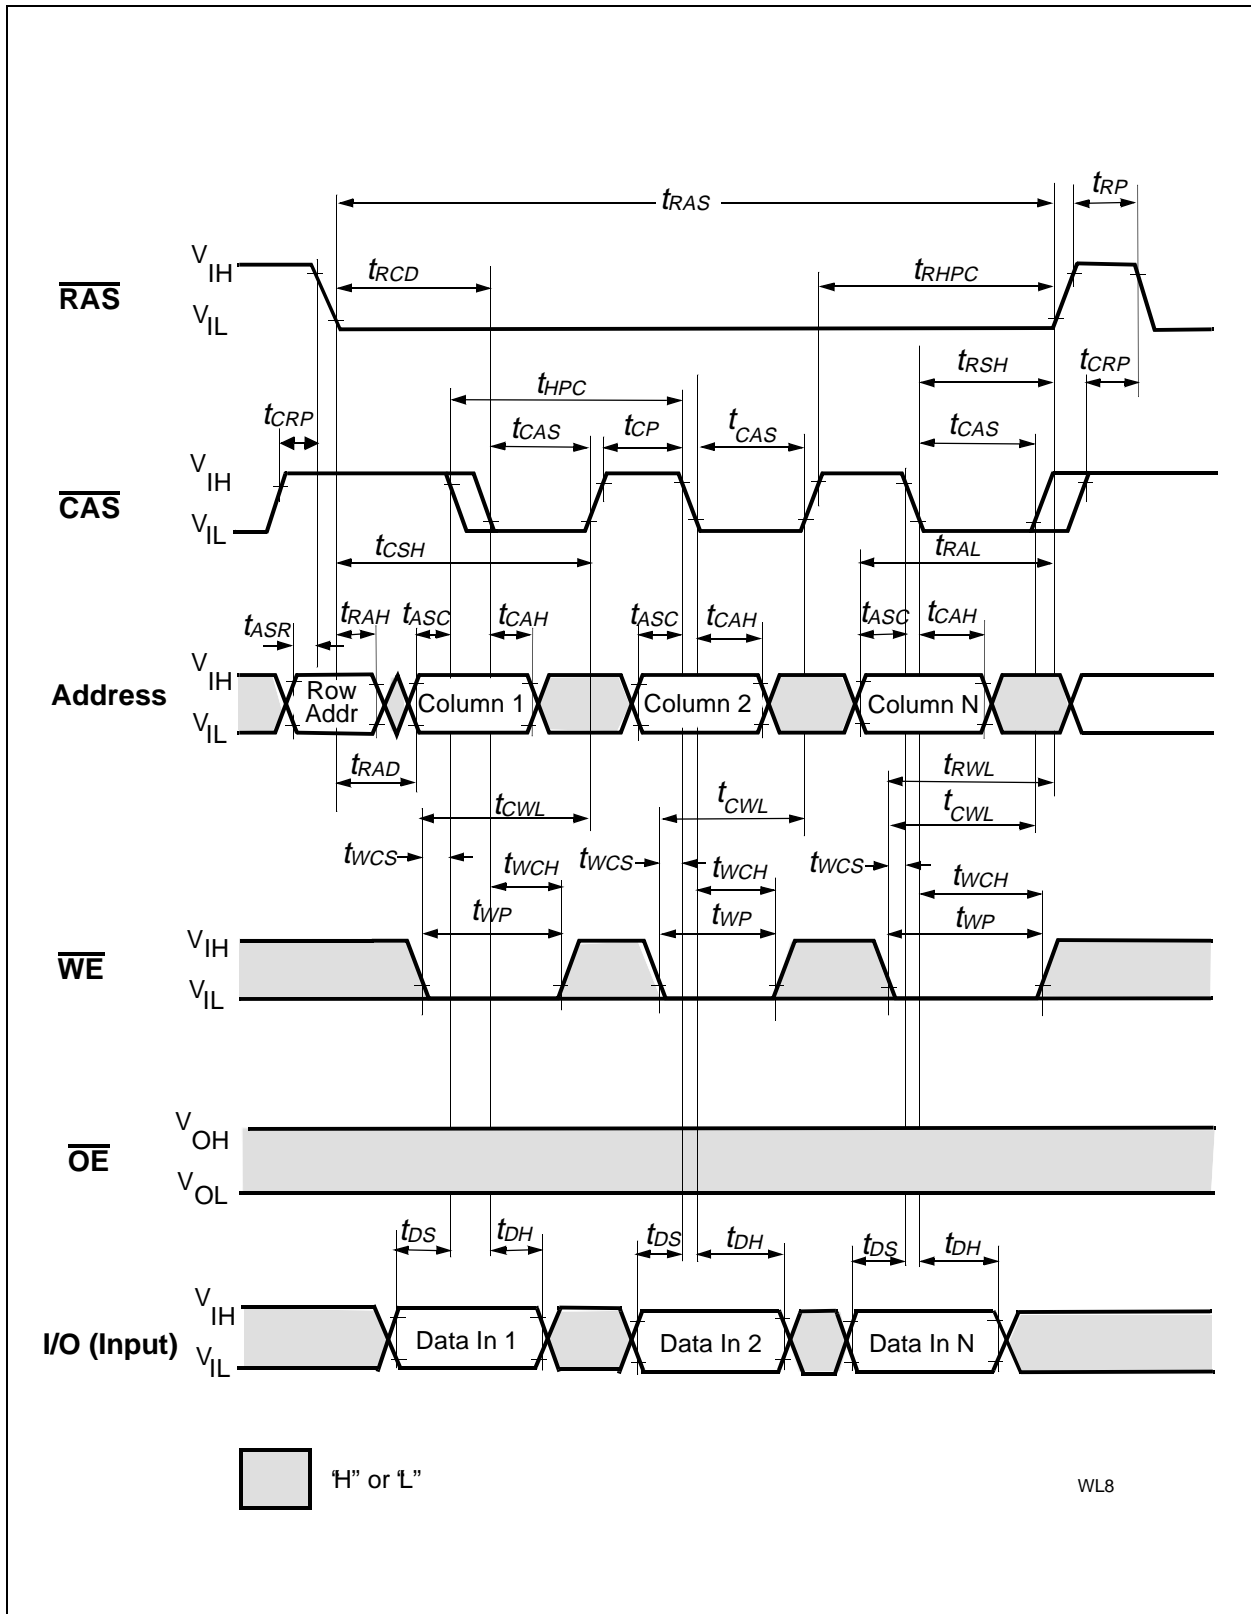 tRAS
tRP
VIH
tRCD
tRHPC
RAS
VIL
tRSH
tCRP
tHPC
tCRP
tCAS
tCP
tCAS
tCAS
VIH
CAS
VIL
tCSH
tRAL
tASR
tRAH
tASC
tCAH
tASC
tCAH
tASC
tCAH
VIH
Address
Row Addr
Column 1
Column 2
Column N
VIL
tRAD
tRWL
tCWL
tCWL
tCWL
tWCS
tWCH
tWCS
tWCH
tWCS
tWCH
tWP
tWP
tWP
VIH
WE
VIL
VOH
OE
VOL
tDS
tDH
tDS
tDH
tDS
tDH
VIH
I/O (Input)
Data In 1
Data In 2
Data In N
VIL
“H” or “L”
WL8